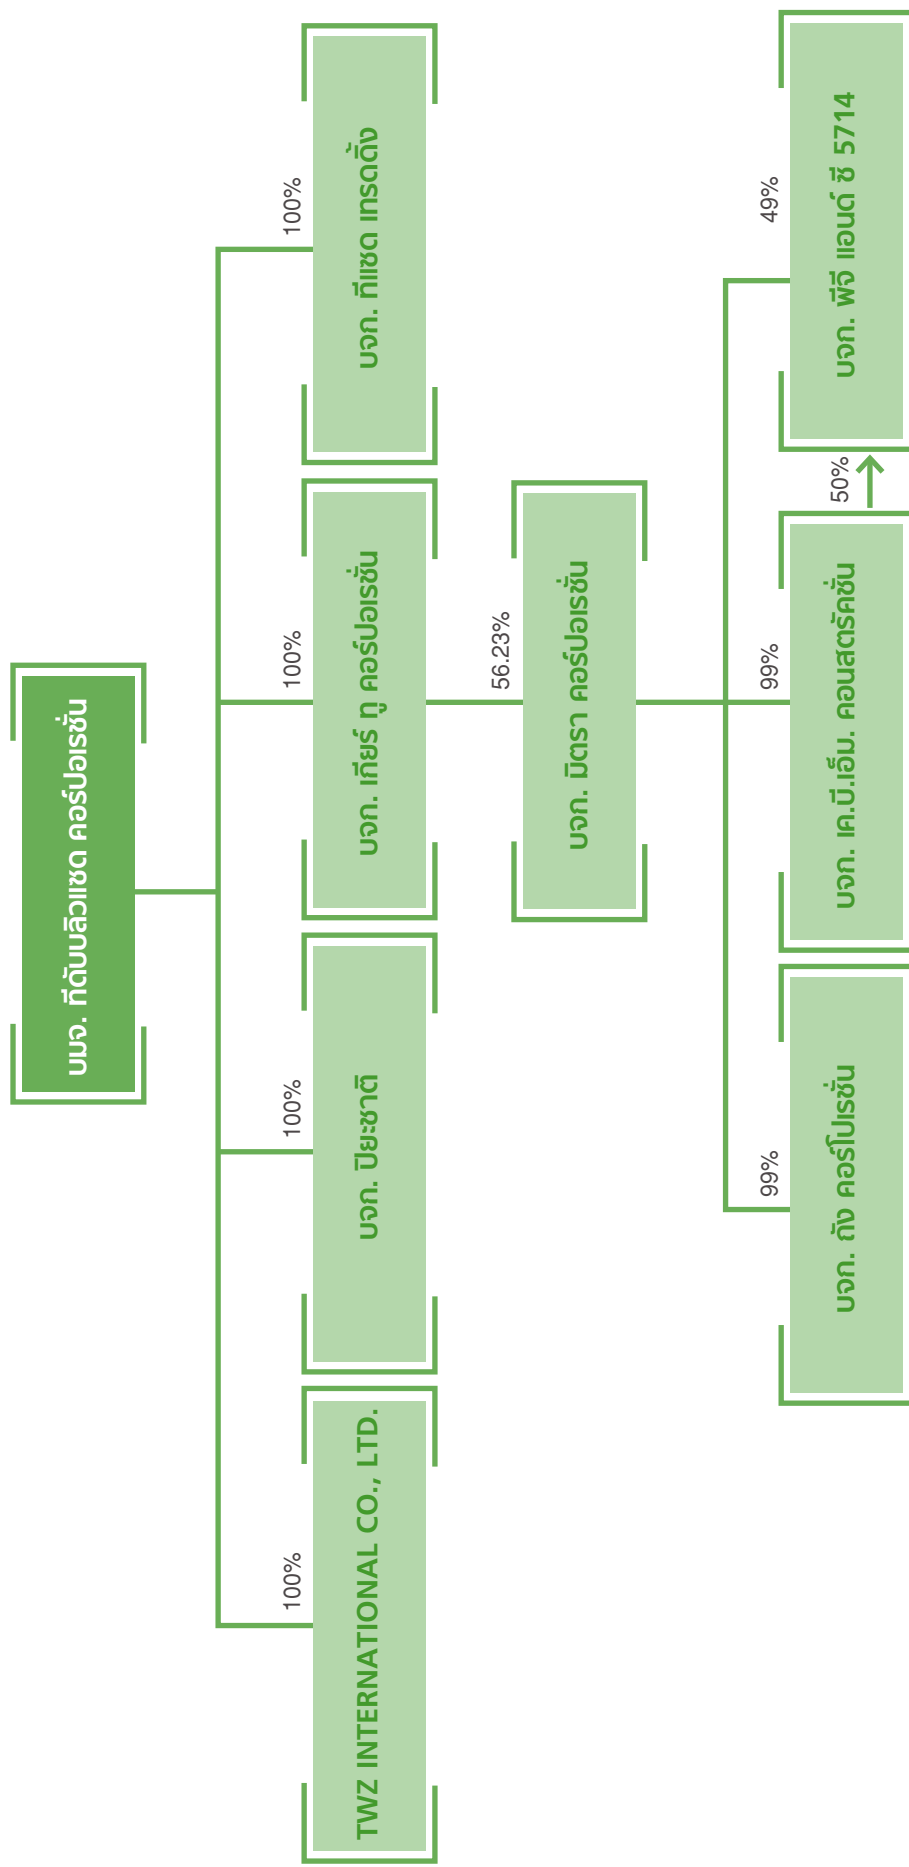 บมจ. ทีดับบลิวแซด คอร์ปอเรชั่น
100%
100%
100%
100%
TWZ INTERNATIONAL CO., LTD.
บจก. ปิยะชาติ
บจก. เกียร์ ทู คอร์ปอเรชั่น
บจก. ทีแซด เทรดดิ้ง
56.23%
บจก. มิตรา คอร์ปอเรชั่น
99%
99%
49%
บจก. ถัง คอร์โปเรชั่น
บจก. เค.บี.เอ็ม. คอนสตรัคชั่น
50%
บจก. พีจี แอนด์ ซี 5714